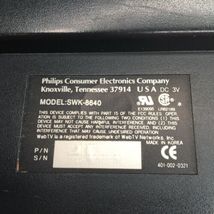 Philips Consumer Electronics Company
Knoxville, Tennessee 37914 U S A DC 3V
MODEL:SWK-8640
THIS DEVICE COMPLIES WITH PART 15 OF THE FCC RULES. OPERATION
IS SUBJECT TO THE FOLLOWING TWO CONDITIONS: (1) THIS DEVICE
MAY NOT CAUSE HARMFUL INTERFERENCE, AND (2) THIS DEVICE MUST
ACCEPT ANY INTERFERENCE RECEIVED, INCLUDING INTERFERENCE
THAT MAY CAUSE UNDESIRED OPERATION.
WebTV is a registered trademark of WebTV Networks, Inc.
MADE IN KOREA
P/N
S/N
CE
401-002-0321